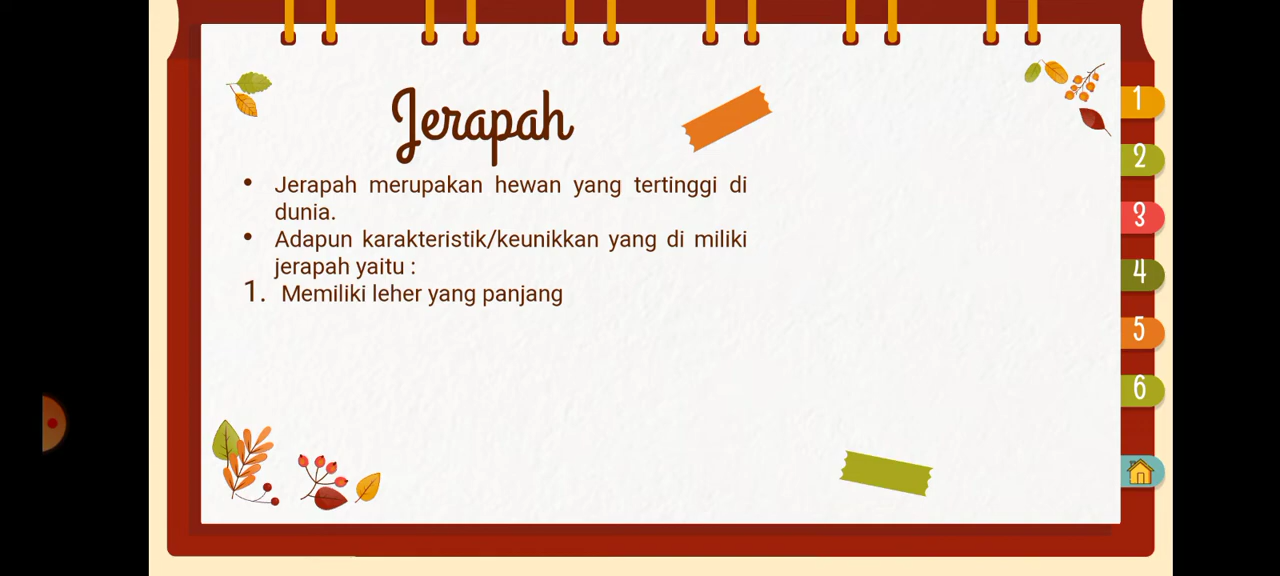 Jerapah
• Jerapah merupakan hewan yang tertinggi di
dunia.
• Adapun karakteristik/keunikkan yang di miliki
jerapah yaitu :
1. Memiliki leher yang panjang
1
2
3
4
5
6